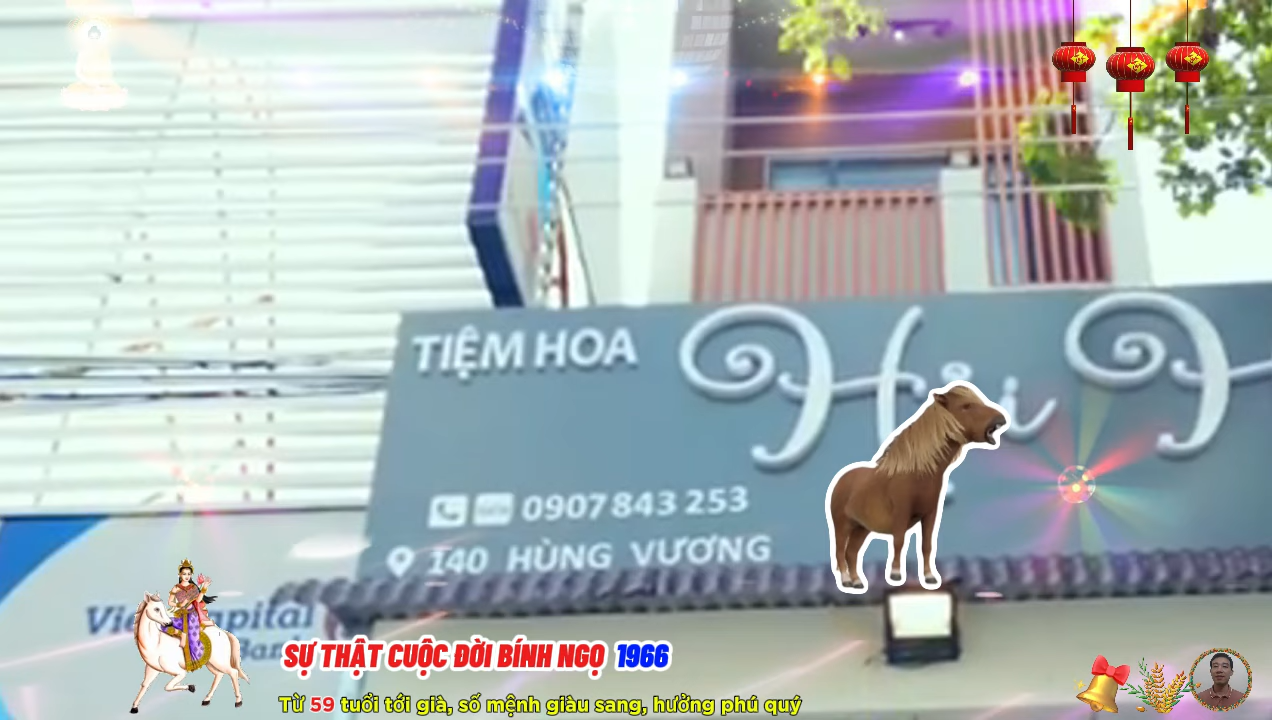 TIỆM HOA
Hỉ
0907 843 253
140 HÙNG VƯƠNG
SỰ THẬT CUỘC ĐỜI BÍNH NGỌ 1966
Từ 59 tuổi tới già, số mệnh giàu sang, hưởng phú quý